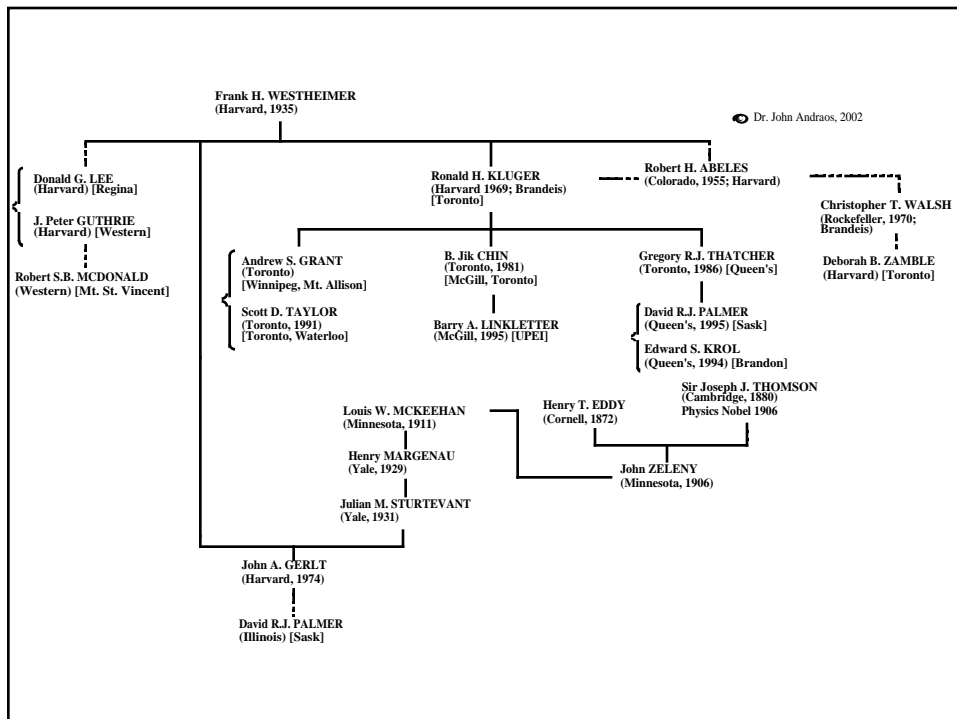 Frank H. WESTHEIMER
(Harvard, 1935)
Dr. John Andraos, 2002
Donald G. LEE
(Harvard) [Regina]
J. Peter GUTHRIE
(Harvard) [Western]
Robert S.B. MCDONALD
(Western) [Mt. St. Vincent]
Ronald H. KLUGER
(Harvard 1969; Brandeis)
[Toronto]
Robert H. ABELES
(Colorado, 1955; Harvard)
Christopher T. WALSH
(Rockefeller, 1970;
Brandeis)
Deborah B. ZAMBLE
(Harvard) [Toronto]
Andrew S. GRANT
(Toronto)
[Winnipeg, Mt. Allison]
Scott D. TAYLOR
(Toronto, 1991)
[Toronto, Waterloo]
B. Jik CHIN
(Toronto, 1981)
[McGill, Toronto]
Barry A. LINKLETTER
(McGill, 1995) [UPEI]
Gregory R.J. THATCHER
(Toronto, 1986) [Queen's]
David R.J. PALMER
(Queen's, 1995) [Sask]
Edward S. KROL
(Queen's, 1994) [Brandon]
Sir Joseph J. THOMSON
(Cambridge, 1880)
Physics Nobel 1906
Henry T. EDDY
(Cornell, 1872)
Louis W. MCKEEHAN
(Minnesota, 1911)
John ZELENY
(Minnesota, 1906)
Henry MARGENAU
(Yale, 1929)
Julian M. STURTEVANT
(Yale, 1931)
John A. GERLT
(Harvard, 1974)
David R.J. PALMER
(Illinois) [Sask]